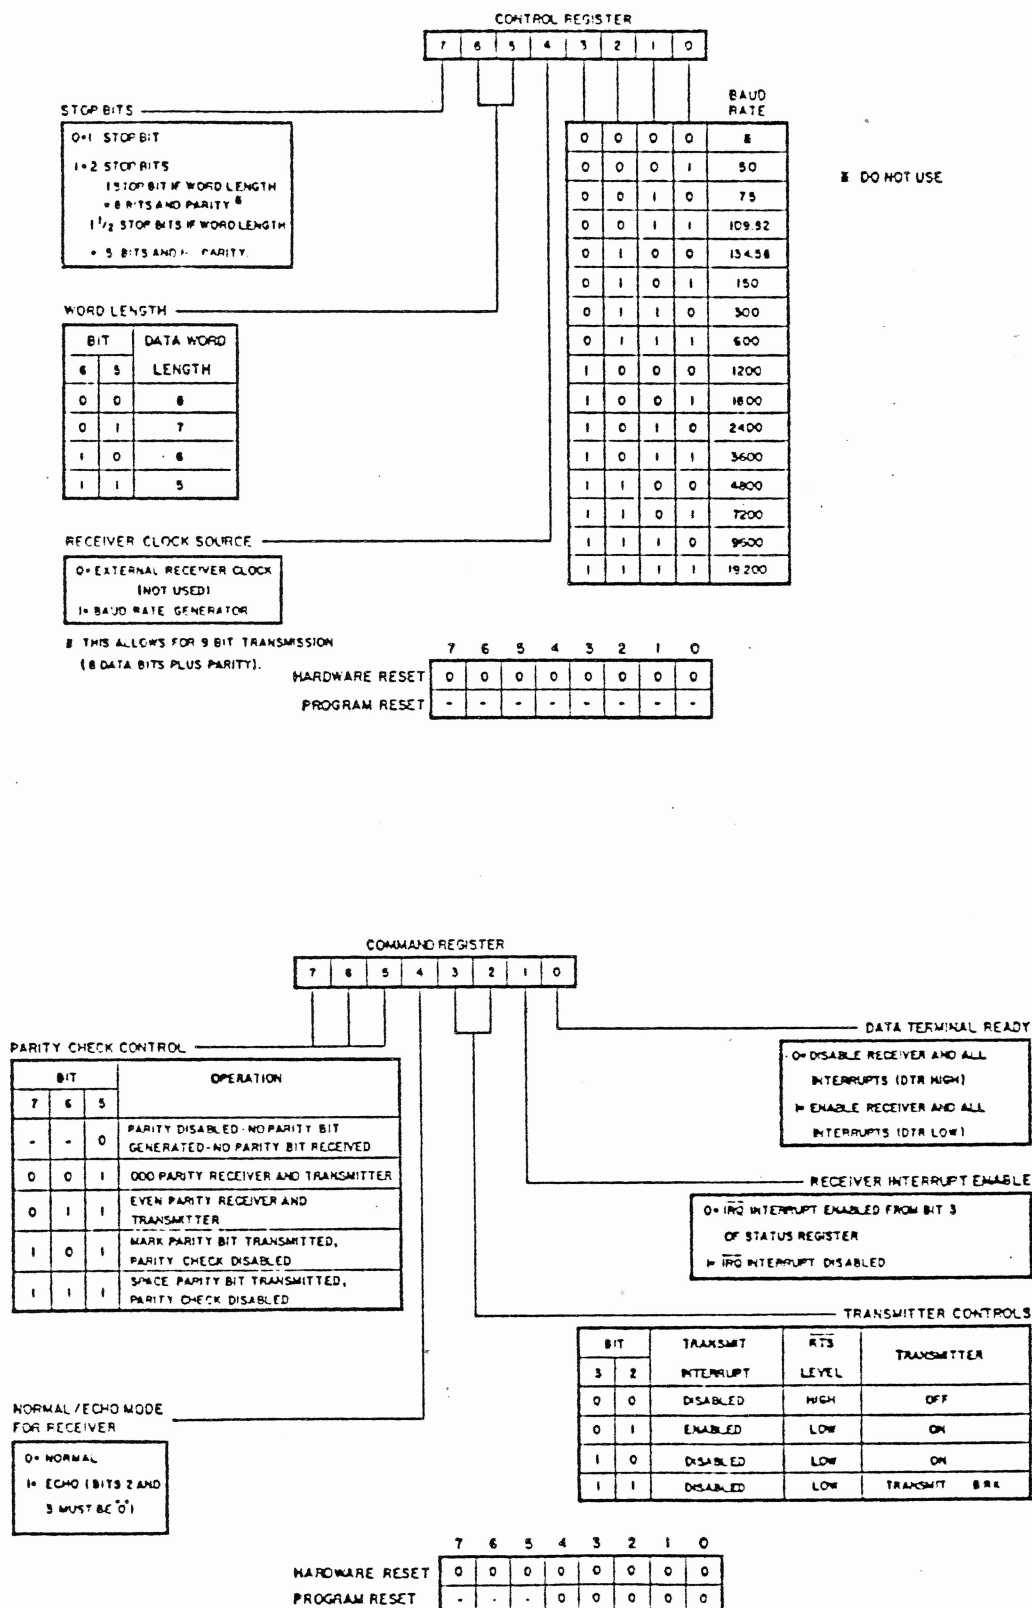 CONTROL REGISTER
7 6 5 4 3 2 1 0
STOP BITS
0=1 STOP BIT
1=2 STOP BITS
1 STOP BIT IF WORD LENGTH
= 8 BITS AND PARITY *
1 1/2 STOP BITS IF WORD LENGTH
= 5 BITS AND PARITY.
BAUD
RATE
0 0 0 0 *
0 0 0 1 50
0 0 1 0 75
0 0 1 1 109.92
0 1 0 0 134.58
0 1 0 1 150
0 1 1 0 300
0 1 1 1 600
1 0 0 0 1200
1 0 0 1 1800
1 0 1 0 2400
1 0 1 1 3600
1 1 0 0 4800
1 1 0 1 7200
1 1 1 0 9600
1 1 1 1 19.200
* DO NOT USE
WORD LENGTH
BIT DATA WORD
6 5 LENGTH
0 0 8
0 1 7
1 0 6
1 1 5
RECEIVER CLOCK SOURCE
0= EXTERNAL RECEIVER CLOCK
(NOT USED)
1= BAUD RATE GENERATOR
* THIS ALLOWS FOR 9 BIT TRANSMISSION
(8 DATA BITS PLUS PARITY).
7 6 5 4 3 2 1 0
HARDWARE RESET 0 0 0 0 0 0 0 0
PROGRAM RESET - - - - - - - -
COMMAND REGISTER
7 6 5 4 3 2 1 0
DATA TERMINAL READY
0= DISABLE RECEIVER AND ALL
INTERRUPTS (DTR HIGH)
1= ENABLE RECEIVER AND ALL
INTERRUPTS (DTR LOW)
PARITY CHECK CONTROL
BIT OPERATION
7 6 5
- - 0 PARITY DISABLED-NO PARITY BIT
GENERATED-NO PARITY BIT RECEIVED
0 0 1 ODD PARITY RECEIVER AND TRANSMITTER
0 1 1 EVEN PARITY RECEIVER AND
TRANSMITTER
1 0 1 MARK PARITY BIT TRANSMITTED,
PARITY CHECK DISABLED
1 1 1 SPACE PARITY BIT TRANSMITTED,
PARITY CHECK DISABLED
RECEIVER INTERRUPT ENABLE
0= IRQ INTERRUPT ENABLED FROM BIT 3
OF STATUS REGISTER
1= IRQ INTERRUPT DISABLED
TRANSMITTER CONTROLS
BIT TRANSMIT RTS TRANSMITTER
3 2 INTERRUPT LEVEL
0 0 DISABLED HIGH OFF
0 1 ENABLED LOW ON
1 0 DISABLED LOW ON
1 1 DISABLED LOW TRANSMIT BRK
NORMAL/ECHO MODE
FOR RECEIVER
0= NORMAL
1= ECHO (BITS 2 AND
3 MUST BE "0")
7 6 5 4 3 2 1 0
HARDWARE RESET 0 0 0 0 0 0 0 0
PROGRAM RESET - - - 0 0 0 0 0